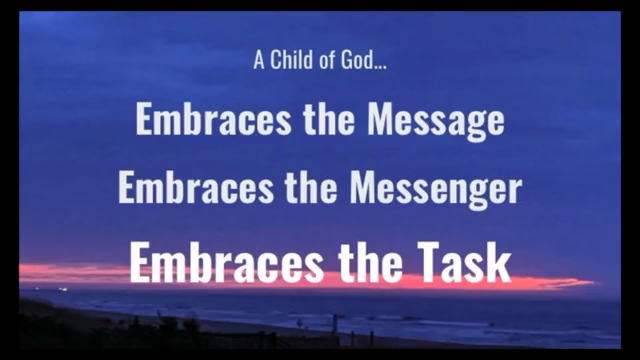 A Child of God...
Embraces the Message
Embraces the Messenger
Embraces the Task